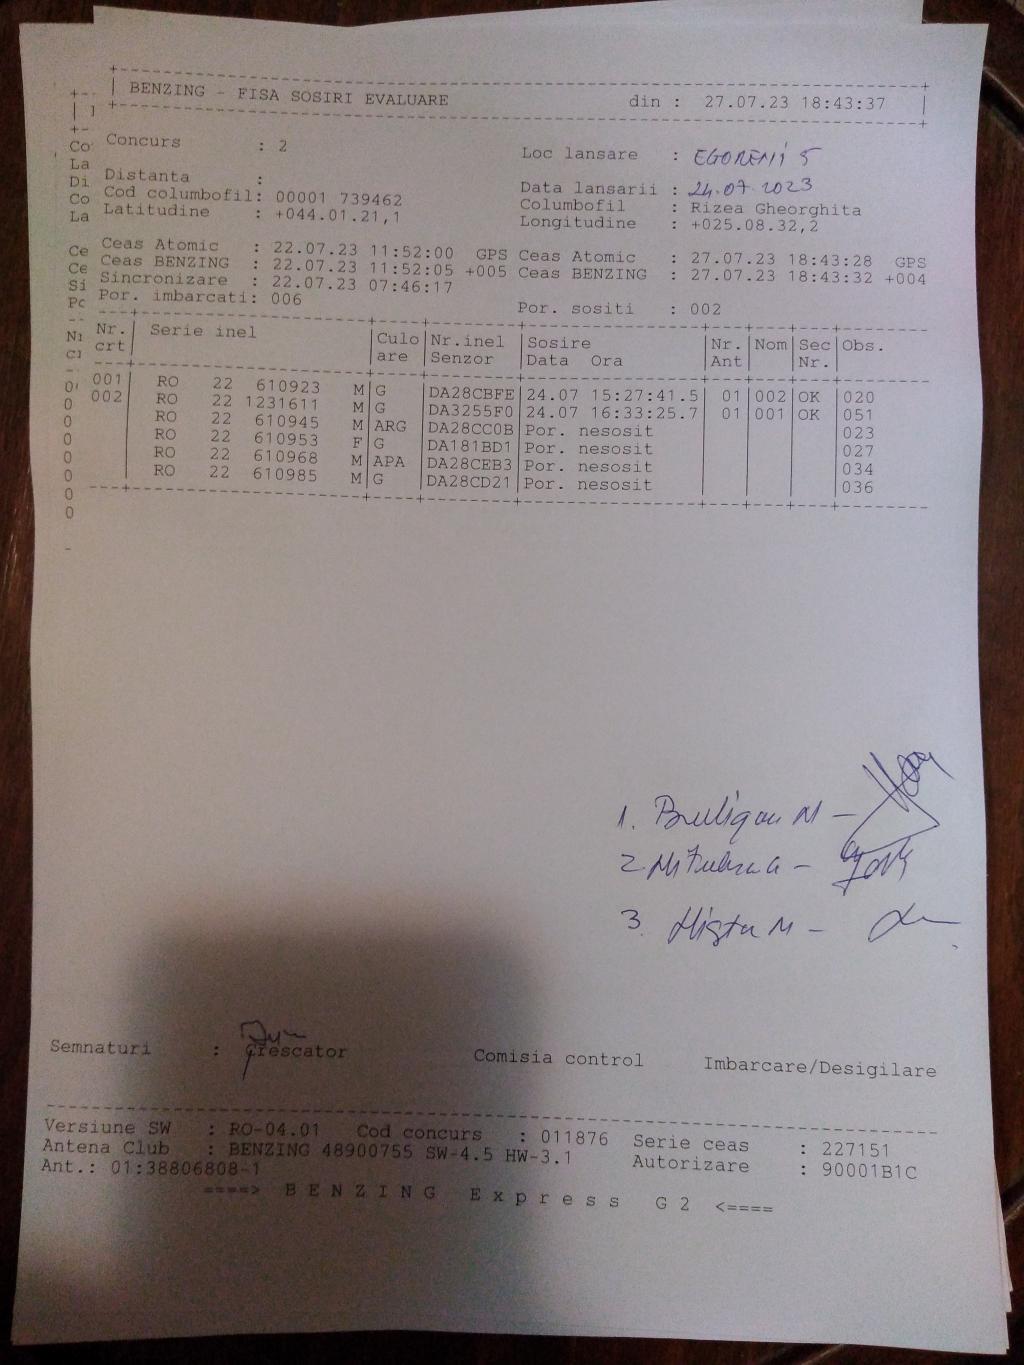 BENZING - FISA SOSIRI EVALUARE din : 27.07.23 18:43:37
Concurs : 2 Loc lansare : EGORENI 5
Distanta : Data lansarii : 24.07.2023
Cod columbofil: 00001 739462 Columbofil : Rizea Gheorghita
Latitudine : +044.01.21,1 Longitudine : +025.08.32,2
Ceas Atomic : 22.07.23 11:52:00 GPS Ceas Atomic : 27.07.23 18:43:28 GPS
Ceas BENZING : 22.07.23 11:52:05 +005 Ceas BENZING : 27.07.23 18:43:32 +004
Sincronizare : 22.07.23 07:46:17
Por. imbarcati: 006 Por. sositi : 002
Nr. Serie inel Culo Nr.inel Sosire Nr. Nom Sec Obs.
crt are Senzor Data Ora Ant Nr.
001 RO 22 610923 M G DA28CBFE 24.07 15:27:41.5 01 002 OK 020
002 RO 22 1231611 M G DA3255F0 24.07 16:33:25.7 01 001 OK 051
RO 22 610945 M ARG DA28CC0B Por. nesosit 023
RO 22 610953 F G DA181BD1 Por. nesosit 027
RO 22 610968 M APA DA28CEB3 Por. nesosit 034
RO 22 610985 M G DA28CD21 Por. nesosit 036
1. M -
2. -
3. M -
Semnaturi : Crescator Comisia control Imbarcare/Desigilare
Versiune SW : RO-04.01 Cod concurs : 011876 Serie ceas : 227151
Antena Club : BENZING 48900755 SW-4.5 HW-3.1 Autorizare : 90001B1C
Ant.: 01:38806808-1
====> B E N Z I N G E x p r e s s G 2 <====